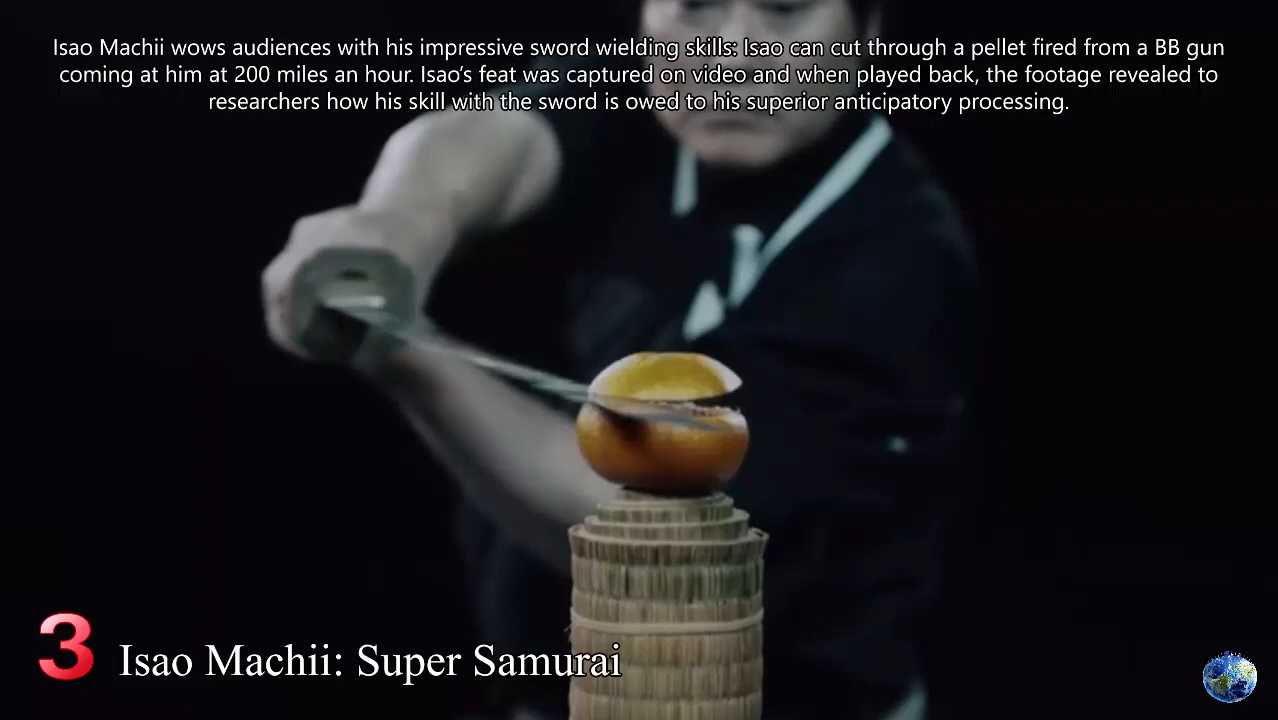 Isao Machii wows audiences with his impressive sword wielding skills: Isao can cut through a pellet fired from a BB gun
coming at him at 200 miles an hour. Isao’s feat was captured on video and when played back, the footage revealed to
researchers how his skill with the sword is owed to his superior anticipatory processing.
3 Isao Machii: Super Samurai